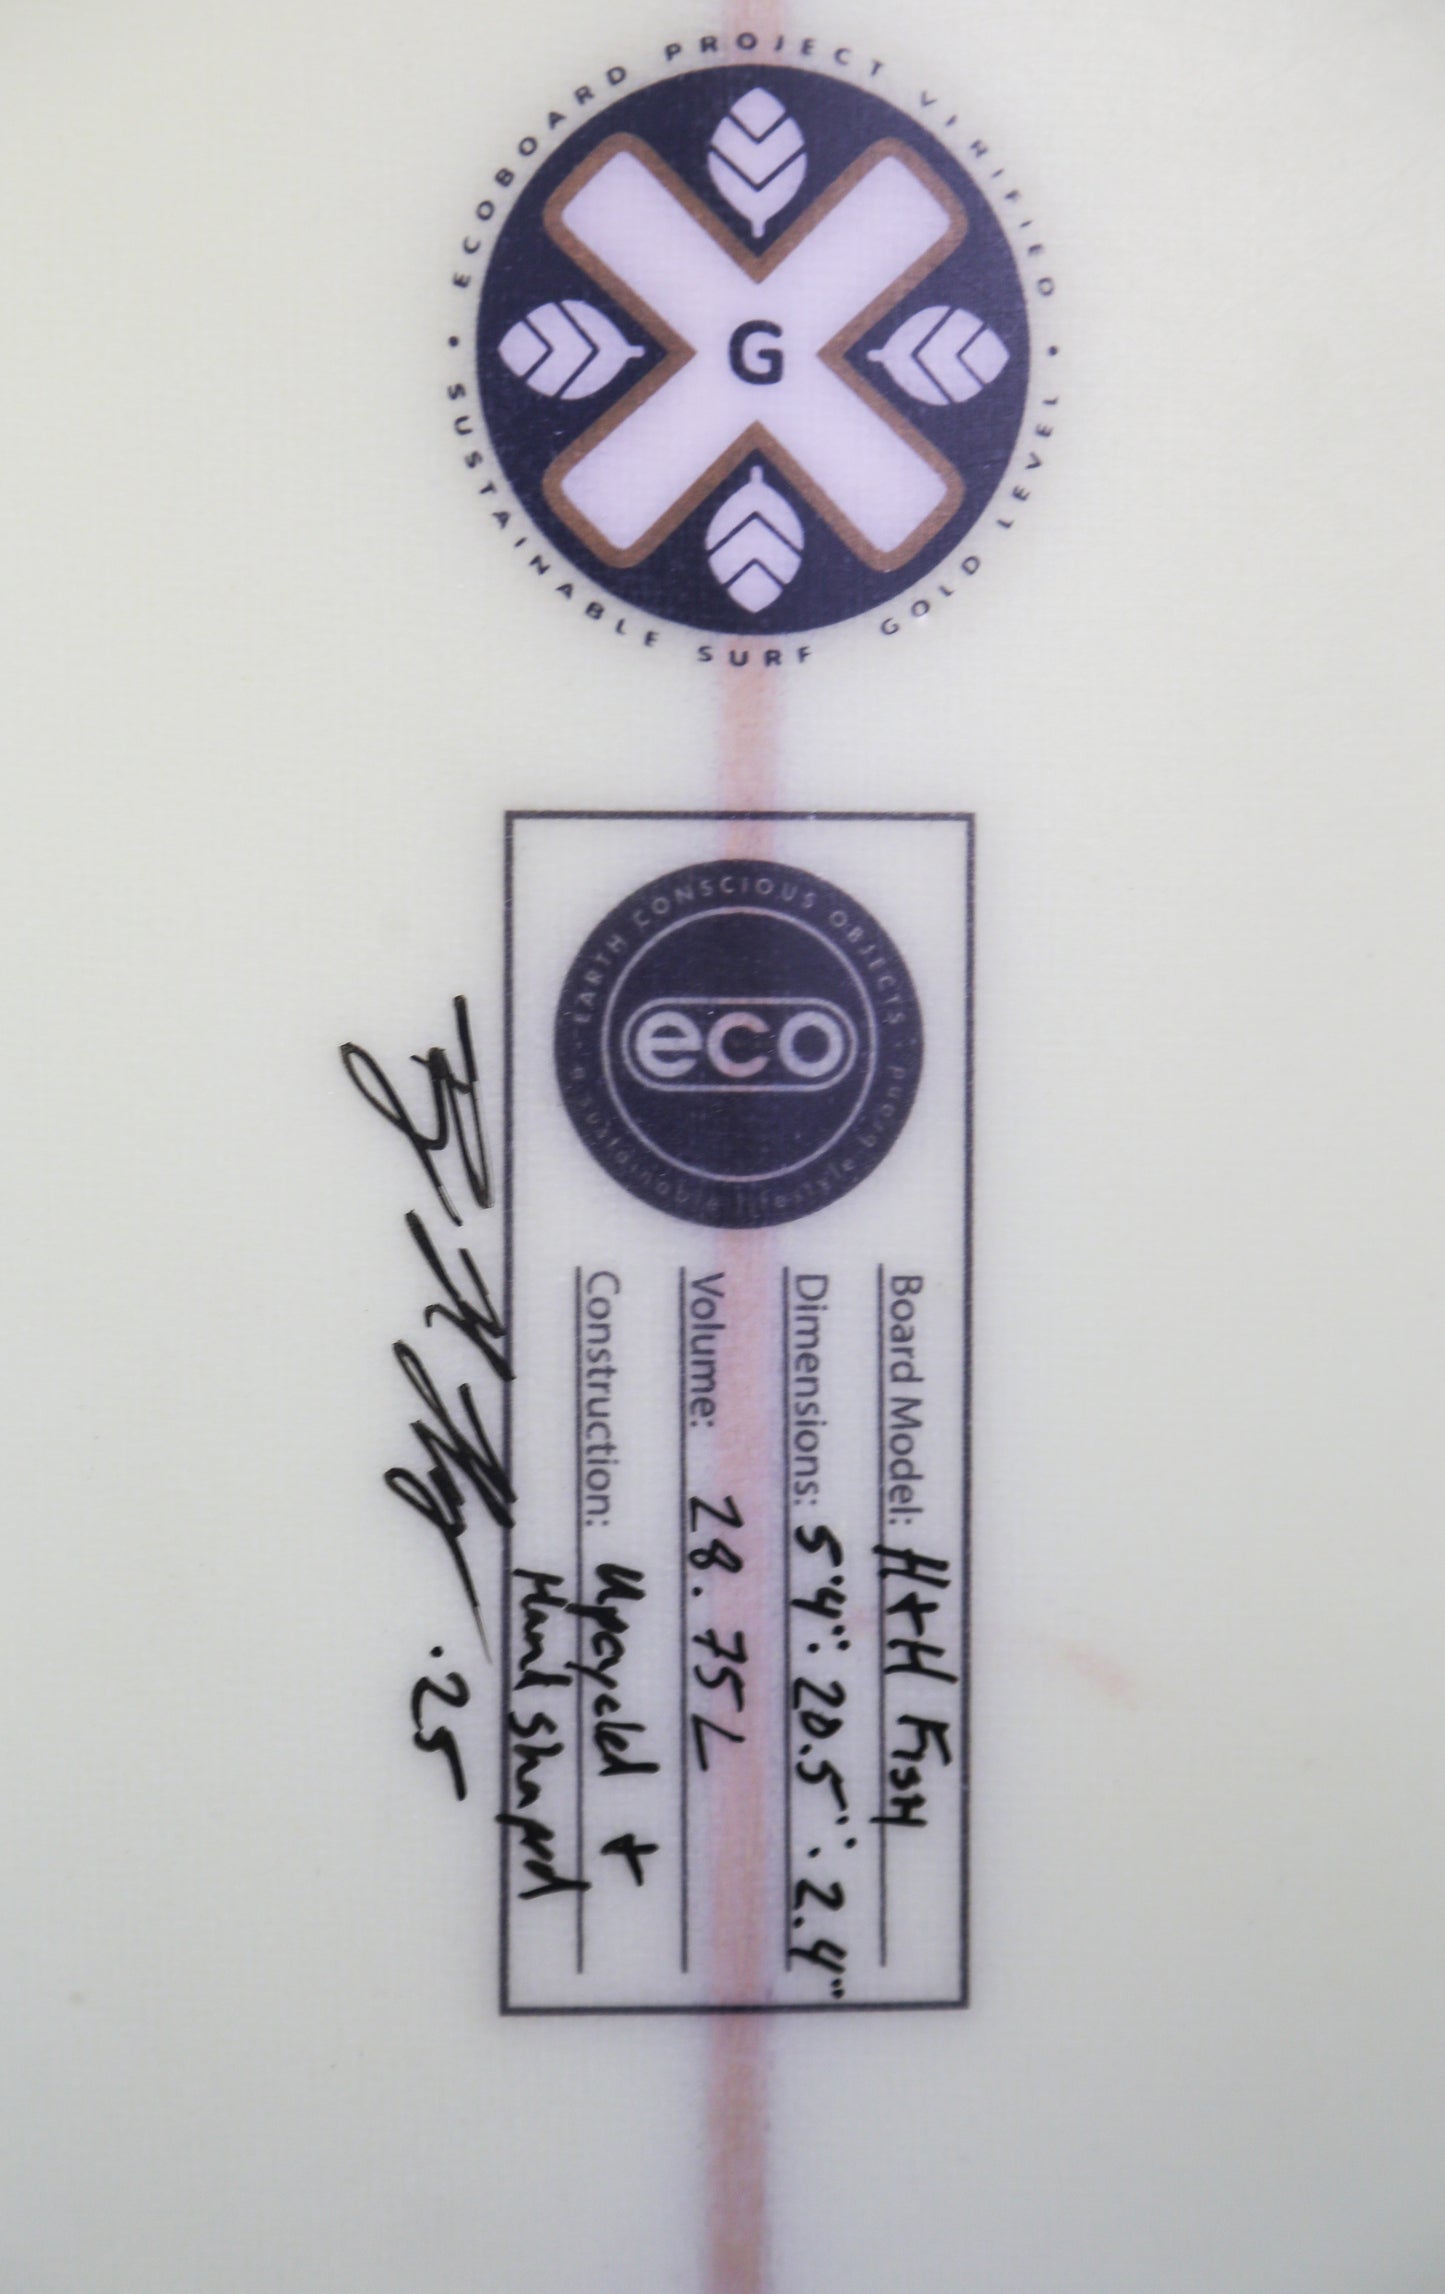 ECOBOARD PROJECT VERIFIED • GOLD LEVEL
SUSTAINABLE SURF •
G
EARTH CONSCIOUS OBJECTS
a sustainable lifestyle brand
eco
Board Model: H+H FISH
Dimensions: 5'4": 20.5": 2.4"
Volume: 28.75L
Construction: Upcycled +
Hand shaped
.25